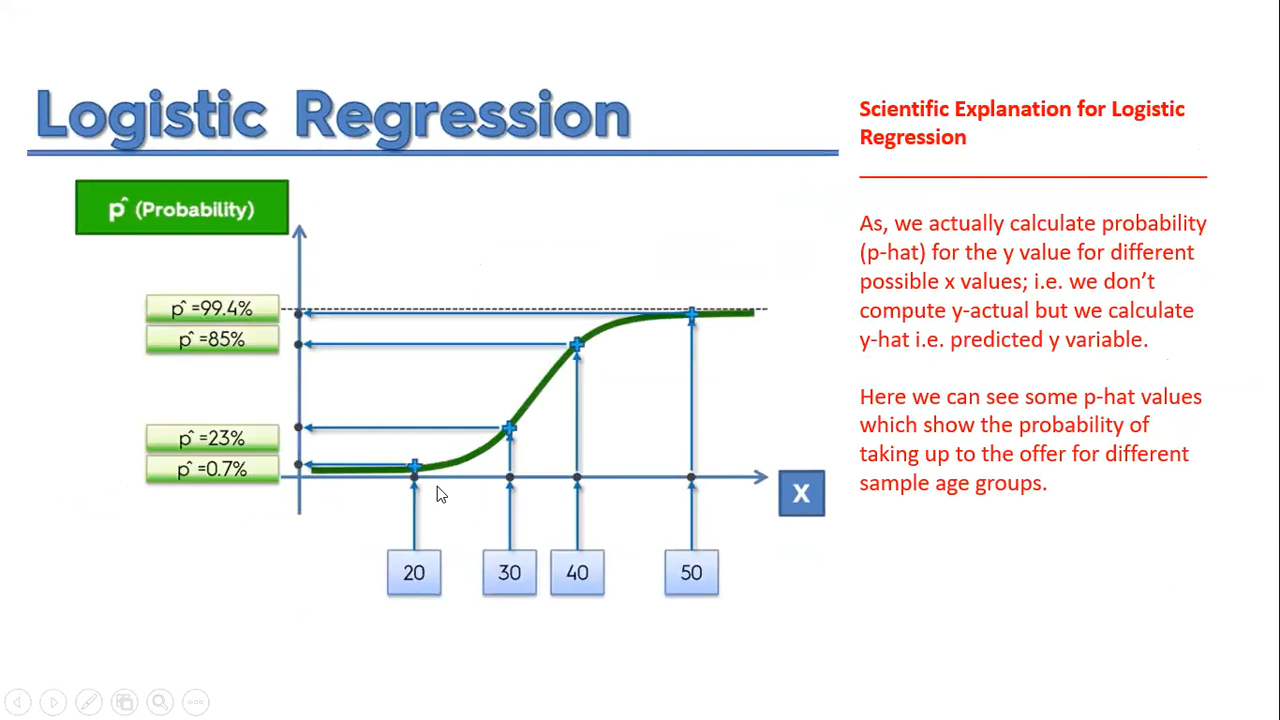 Logistic Regression
p̂ (Probability)
p̂ =99.4%
p̂ =85%
p̂ =23%
p̂ =0.7%
X
20
30
40
50
Scientific Explanation for Logistic
Regression
As, we actually calculate probability
(p-hat) for the y value for different
possible x values; i.e. we don’t
compute y-actual but we calculate
y-hat i.e. predicted y variable.
Here we can see some p-hat values
which show the probability of
taking up to the offer for different
sample age groups.